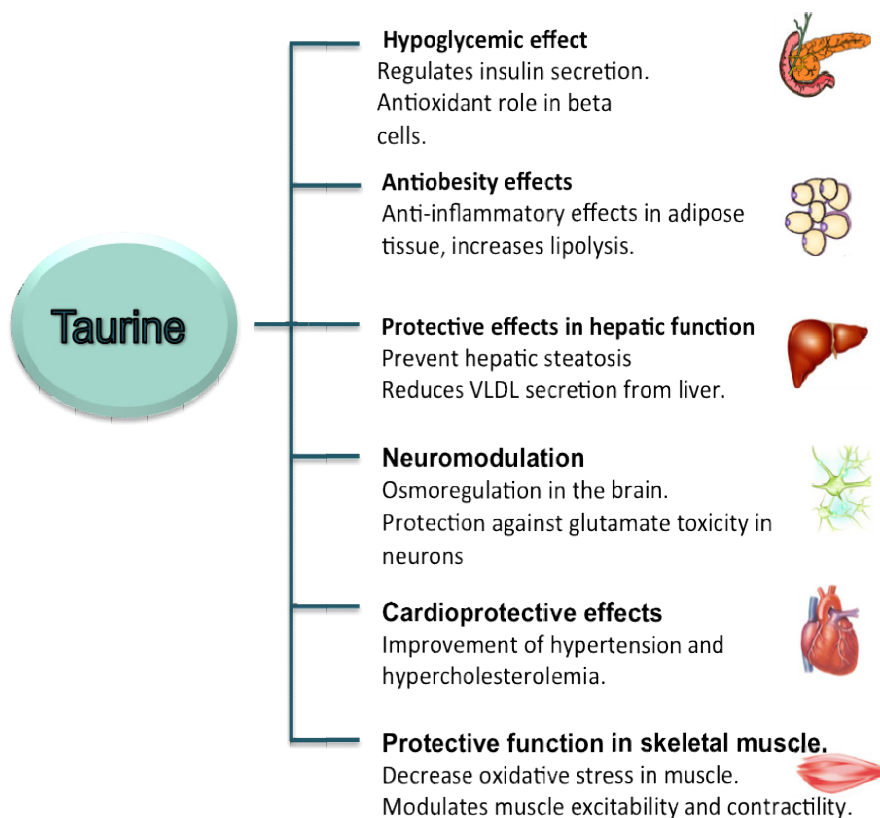 Taurine
Hypoglycemic effect
Regulates insulin secretion.
Antioxidant role in beta
cells.
Antiobesity effects
Anti-inflammatory effects in adipose
tissue, increases lipolysis.
Protective effects in hepatic function
Prevent hepatic steatosis
Reduces VLDL secretion from liver.
Neuromodulation
Osmoregulation in the brain.
Protection against glutamate toxicity in
neurons
Cardioprotective effects
Improvement of hypertension and
hypercholesterolemia.
Protective function in skeletal muscle.
Decrease oxidative stress in muscle.
Modulates muscle excitability and contractility.